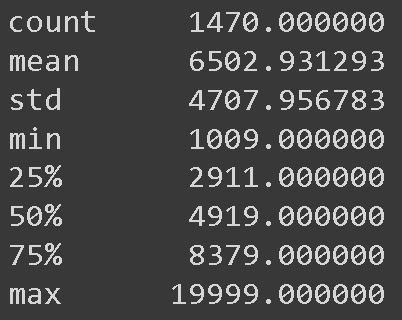 count 1470.000000
mean 6502.931293
std 4707.956783
min 1009.000000
25% 2911.000000
50% 4919.000000
75% 8379.000000
max 19999.000000